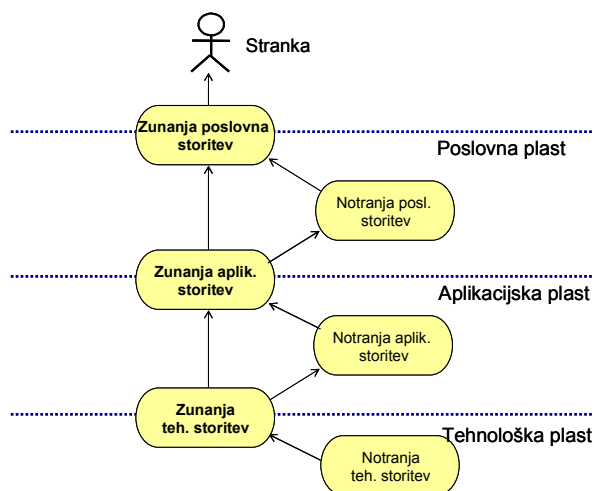 Stranka
Zunanja poslovna
storitev
Poslovna plast
Notranja posl.
storitev
Zunanja aplik.
storitev
Aplikacijska plast
Notranja aplik.
storitev
Zunanja
teh. storitev
Tehnološka plast
Notranja
teh. storitev